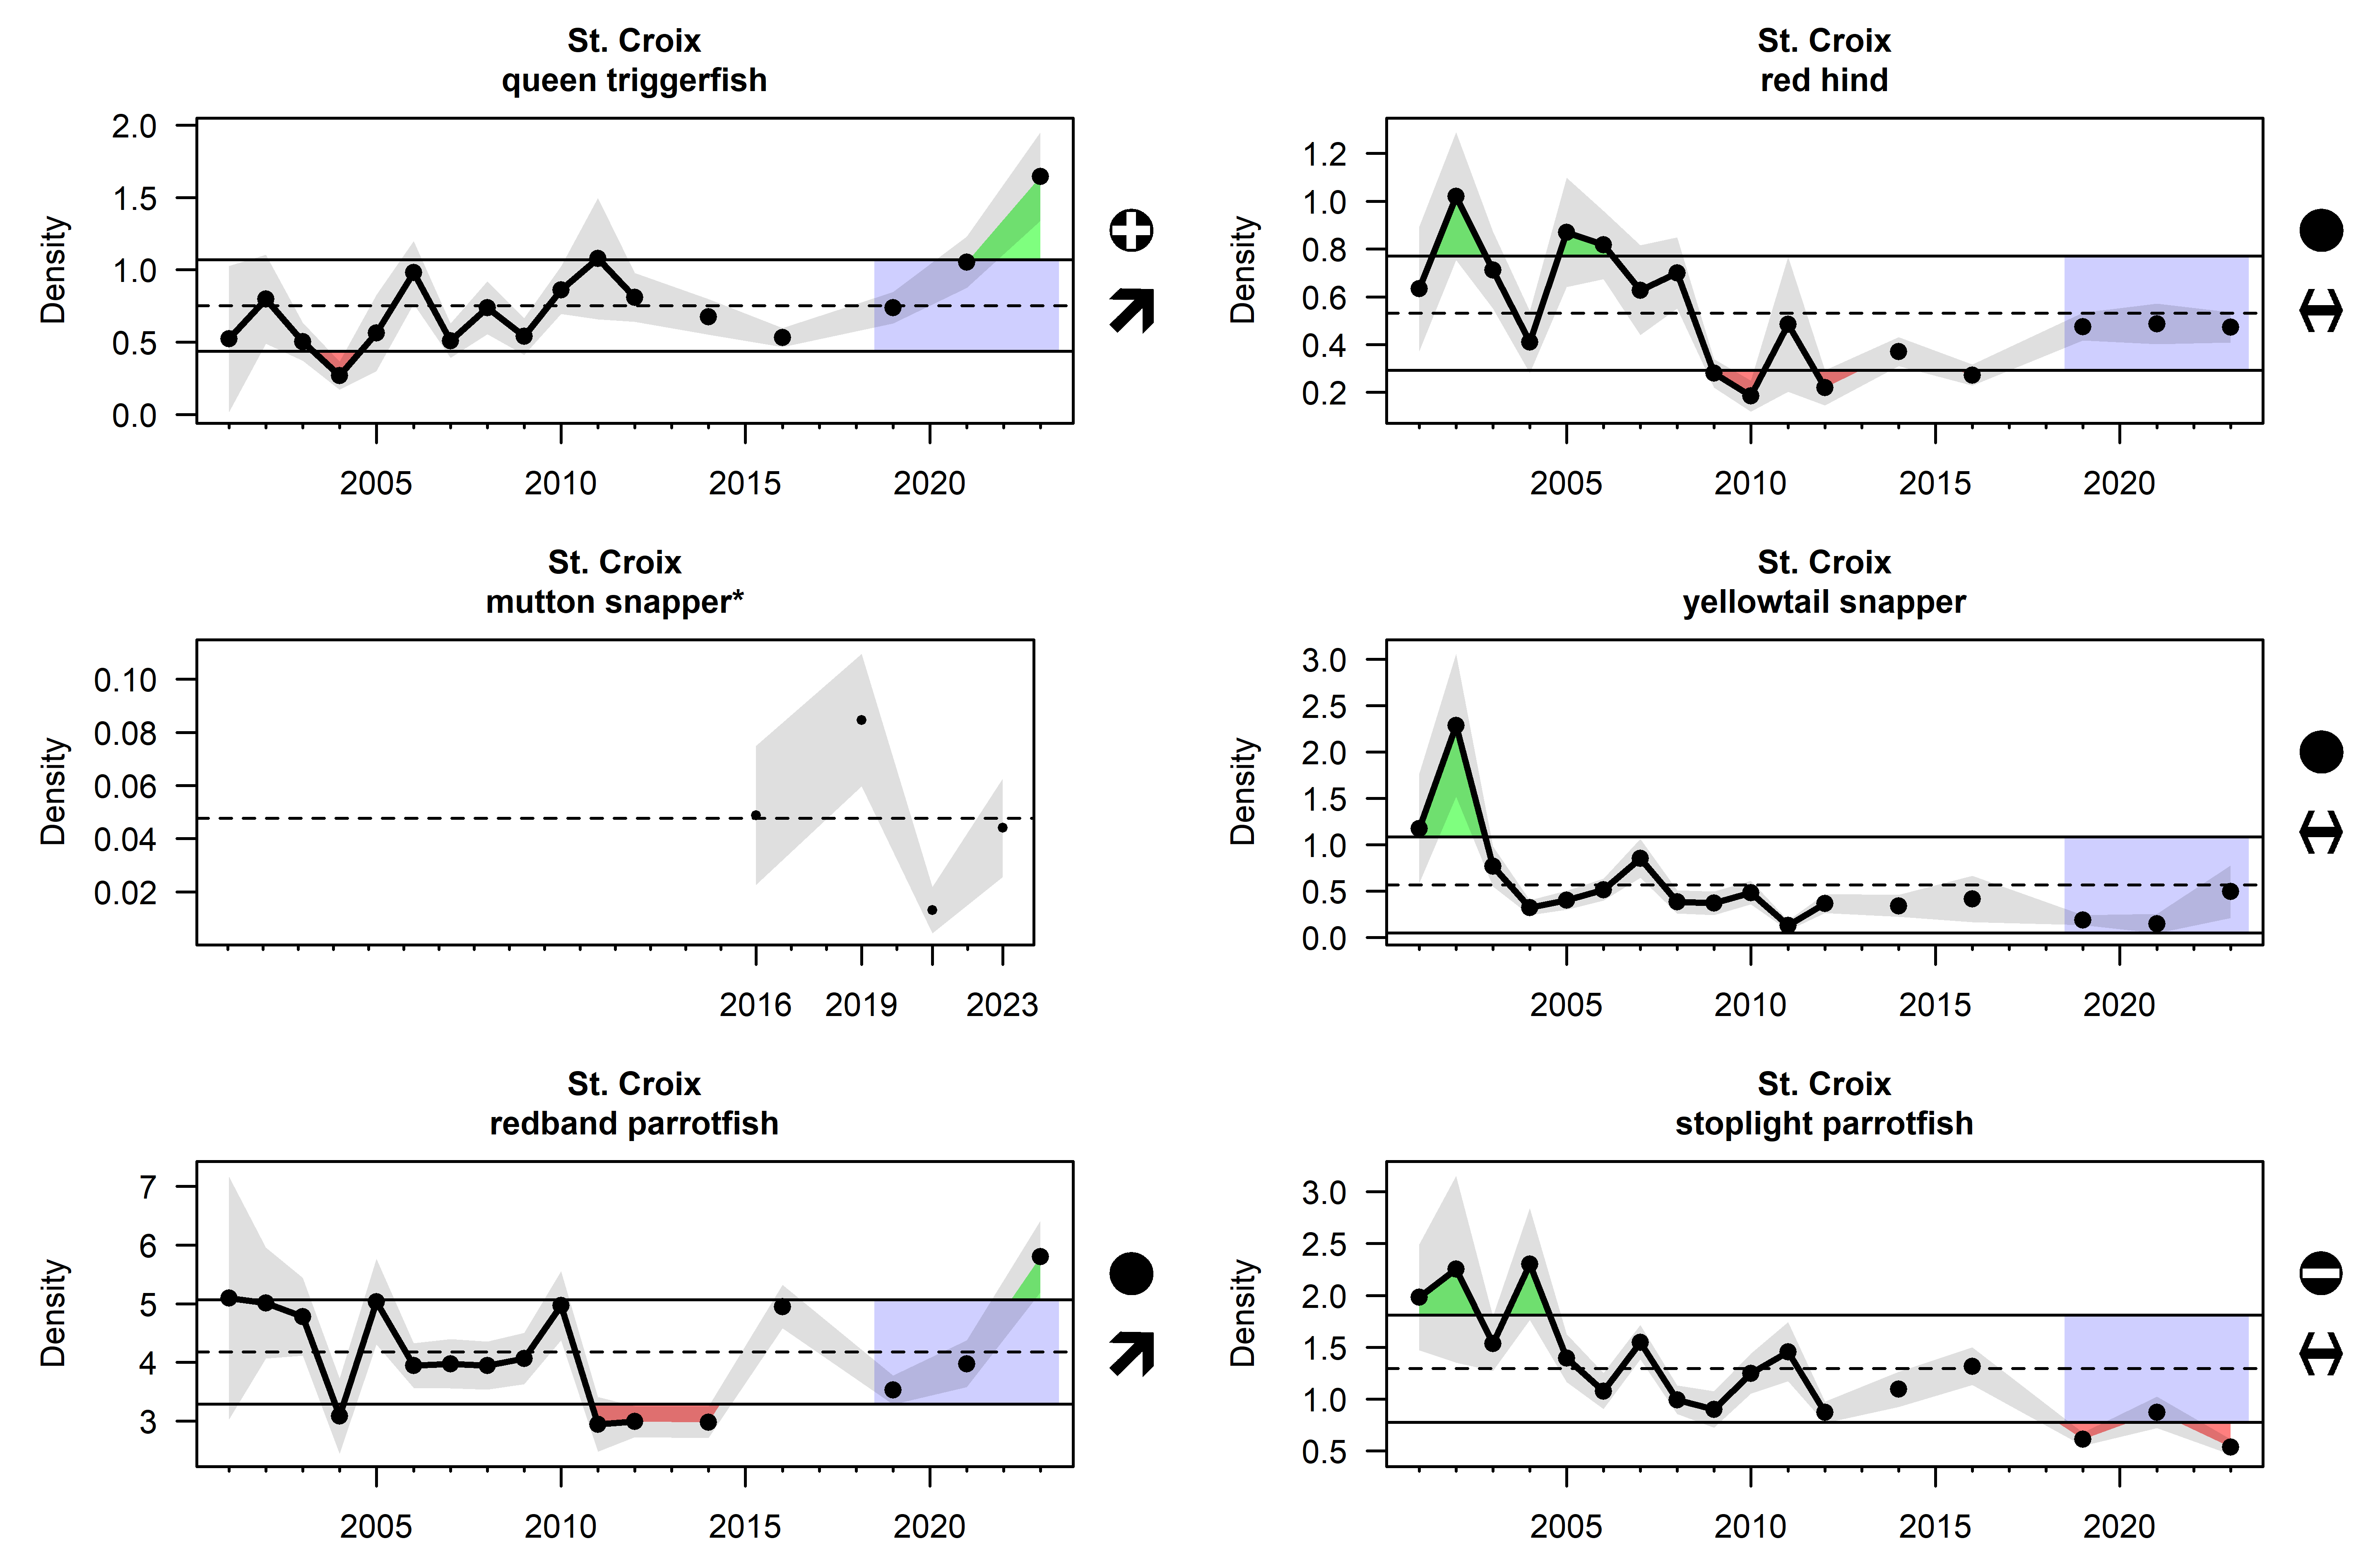 St. Croix
queen triggerfish
Density
2.0
1.5
1.0
0.5
0.0
2005 2010 2015 2020
St. Croix
red hind
Density
1.2
1.0
0.8
0.6
0.4
0.2
2005 2010 2015 2020
St. Croix
mutton snapper*
Density
0.10
0.08
0.06
0.04
0.02
2016 2019 2023
St. Croix
yellowtail snapper
Density
3.0
2.5
2.0
1.5
1.0
0.5
0.0
2005 2010 2015 2020
St. Croix
redband parrotfish
Density
7
6
5
4
3
2005 2010 2015 2020
St. Croix
stoplight parrotfish
Density
3.0
2.5
2.0
1.5
1.0
0.5
2005 2010 2015 2020